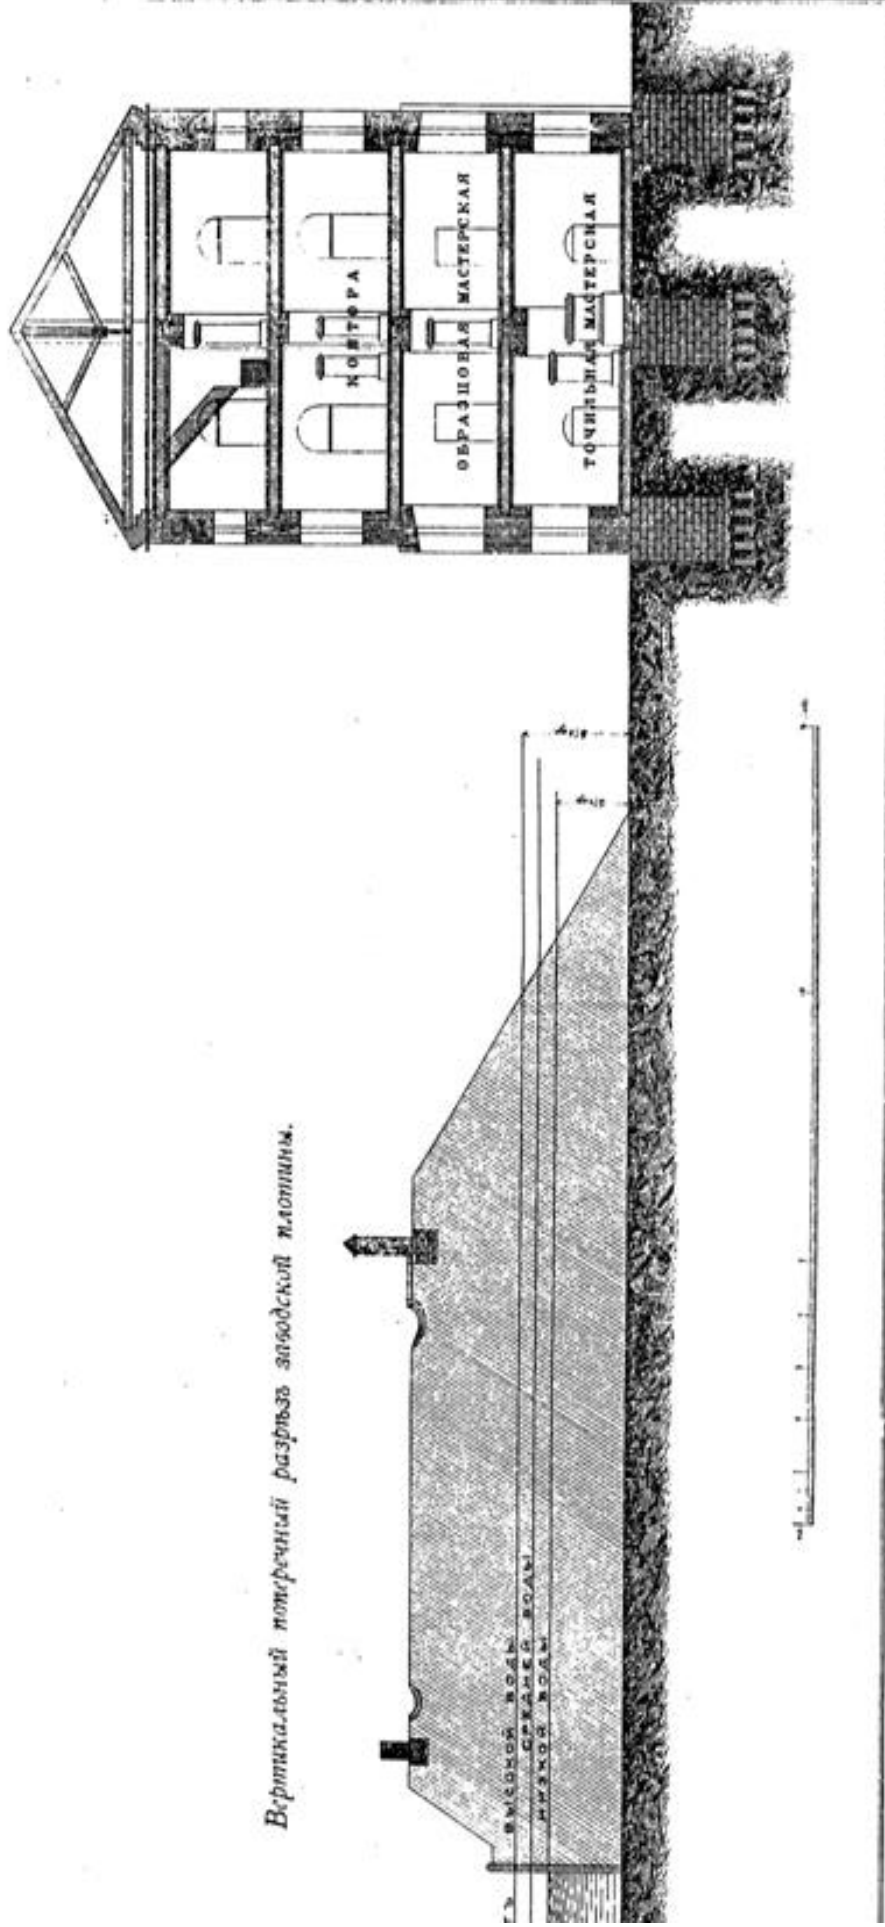 Вертикальный поперечный разрѣзъ заводской плотины.
КОНТОРА
ОБРАЗЦОВАЯ МАСТЕРСКАЯ
ТОЧИЛЬНАЯ МАСТЕРСКАЯ
ВЫСОКОЙ ВОДЫ
СРЕДНЕЙ ВОДЫ
НИЗКОЙ ВОДЫ